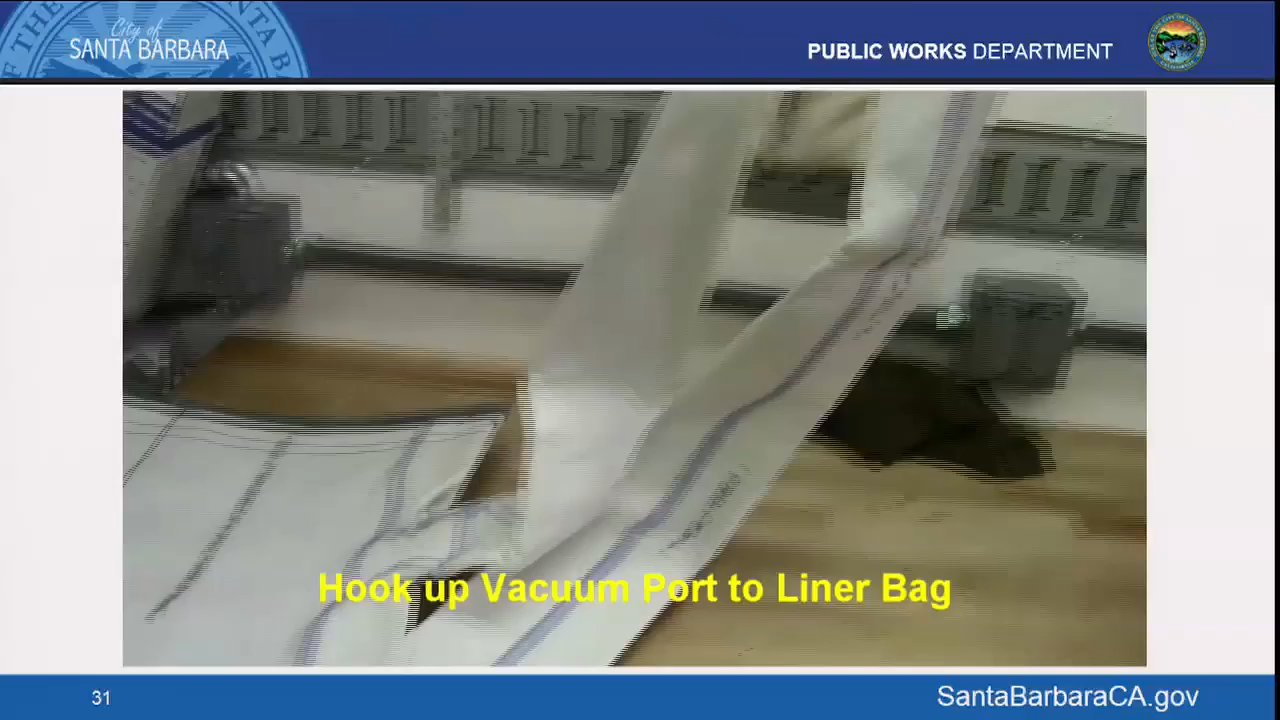 City of
SANTA BARBARA
PUBLIC WORKS DEPARTMENT
Hook up Vacuum Port to Liner Bag
31
SantaBarbaraCA.gov